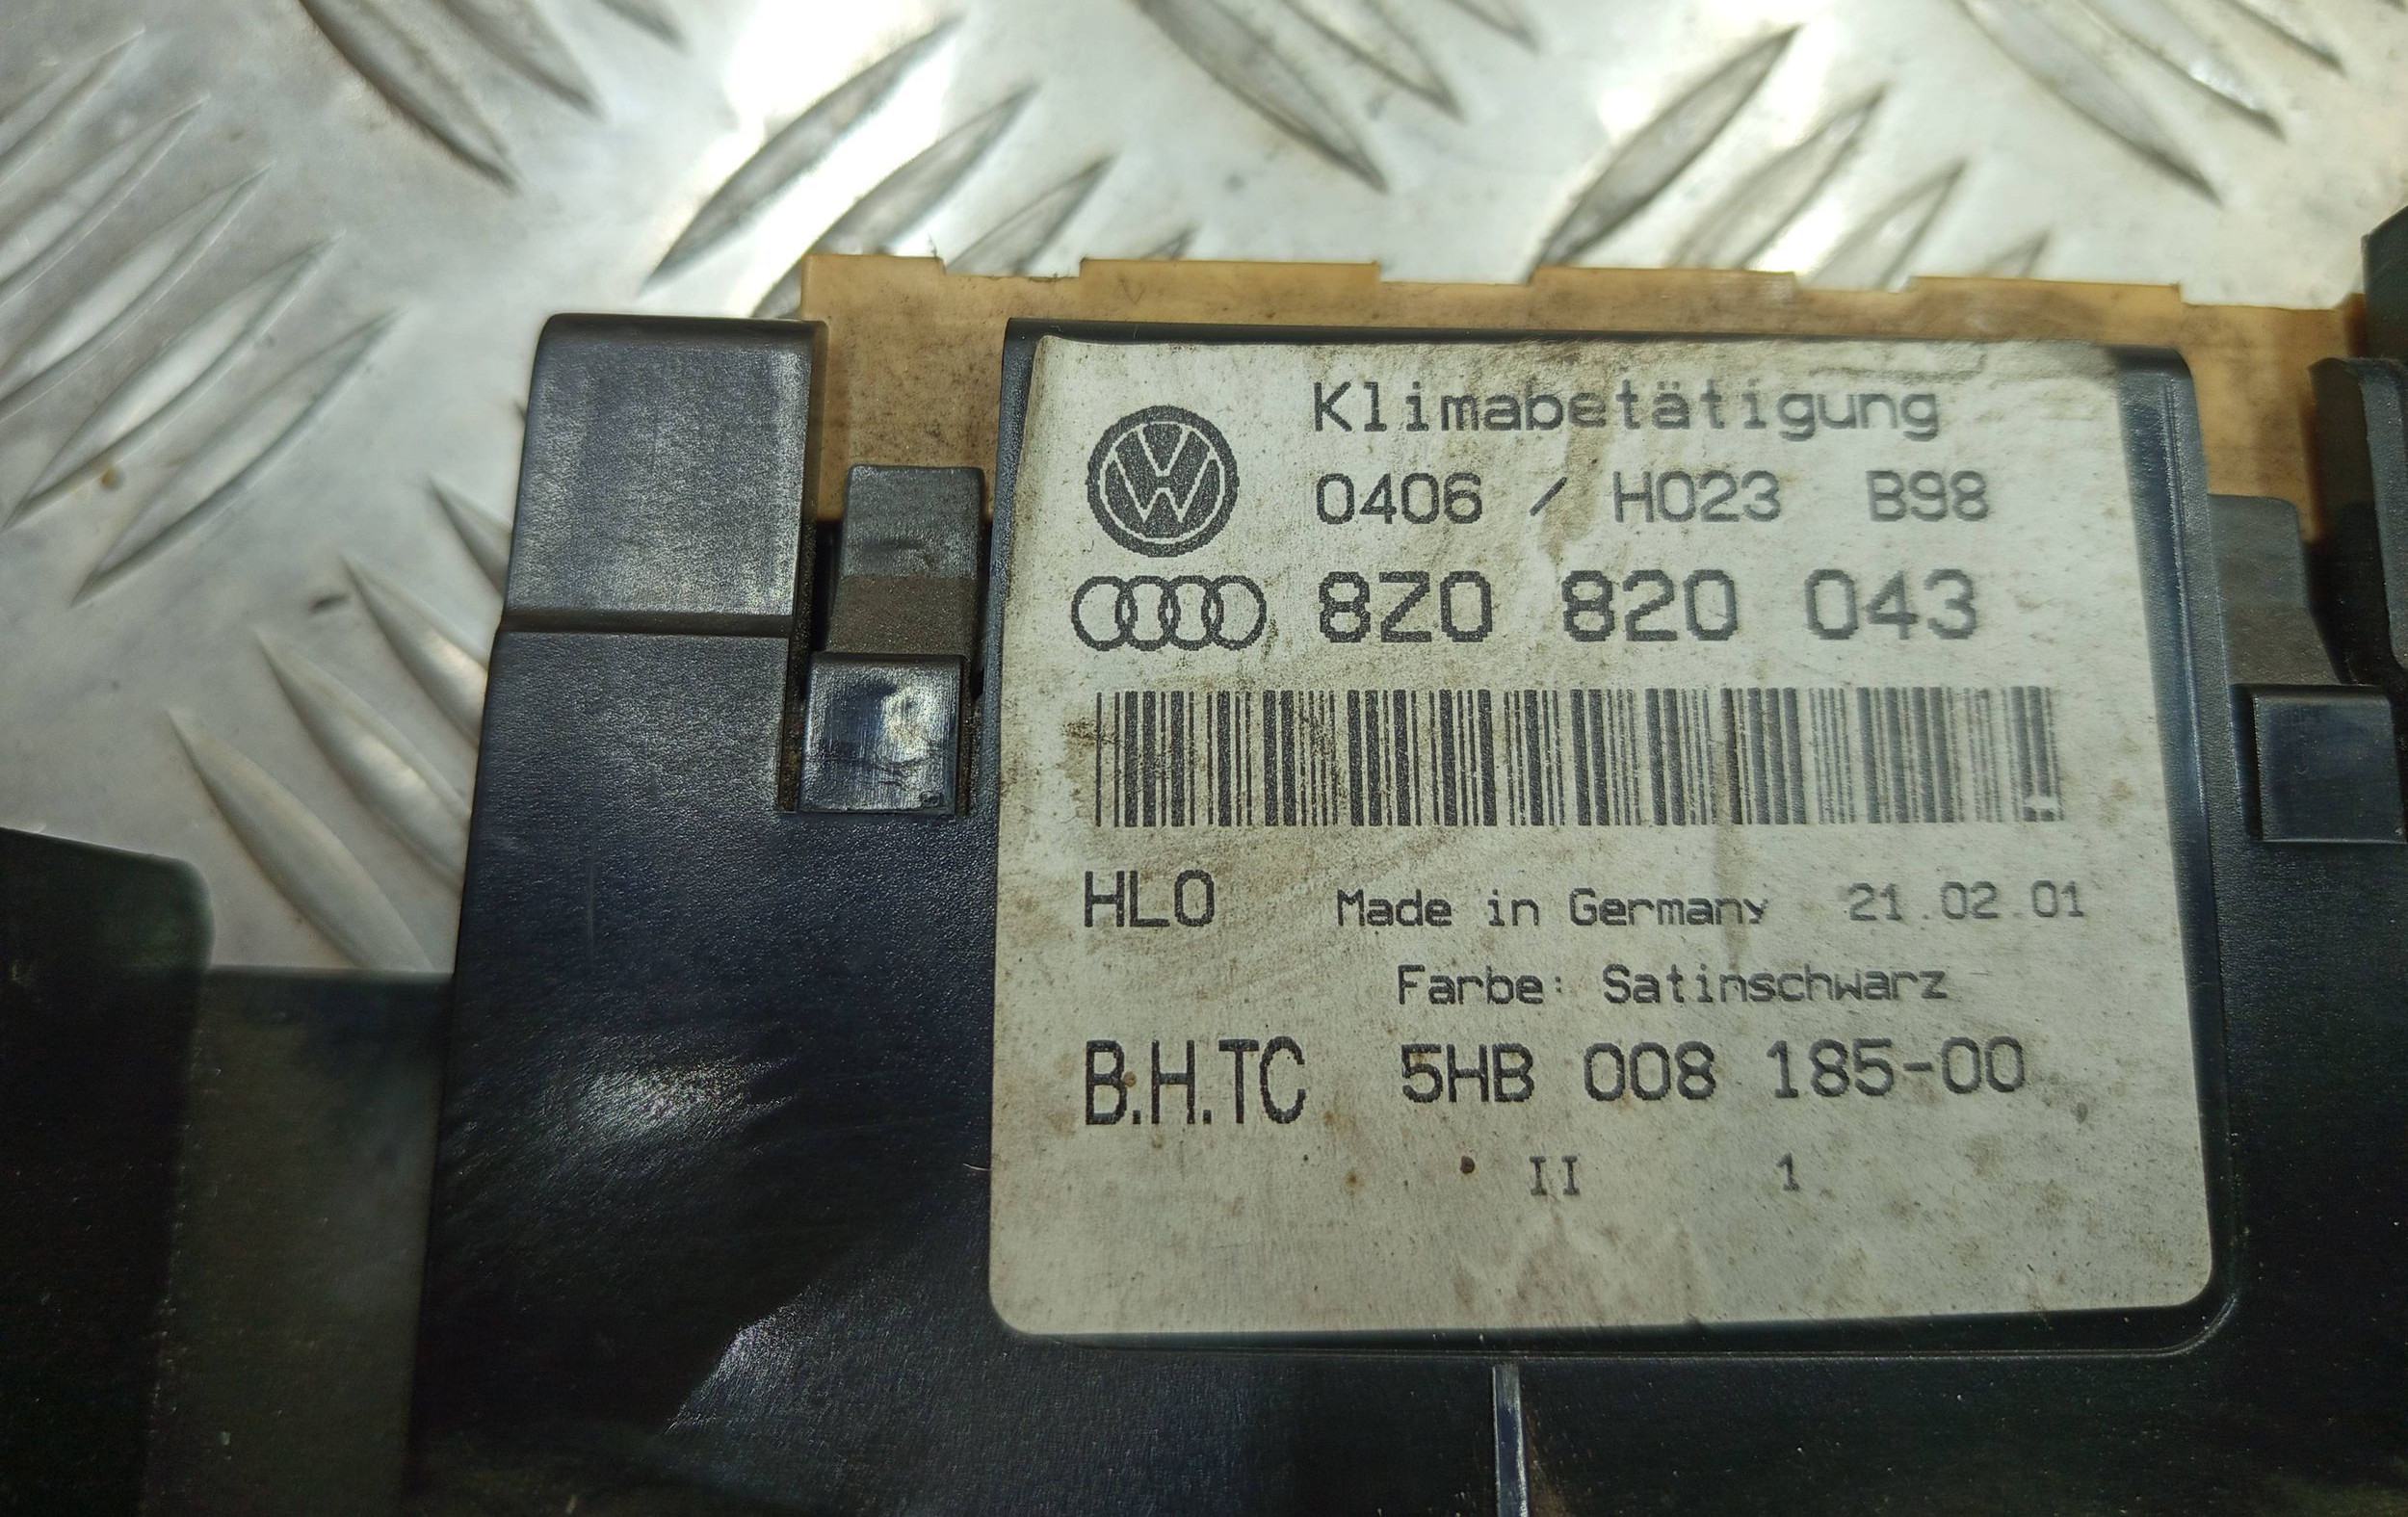 Klimabetätigung
0406 / H023 B98
8Z0 820 043
HLO Made in Germany 21.02.01
Farbe: Satinschwarz
B.H.TC 5HB 008 185-00
II 1